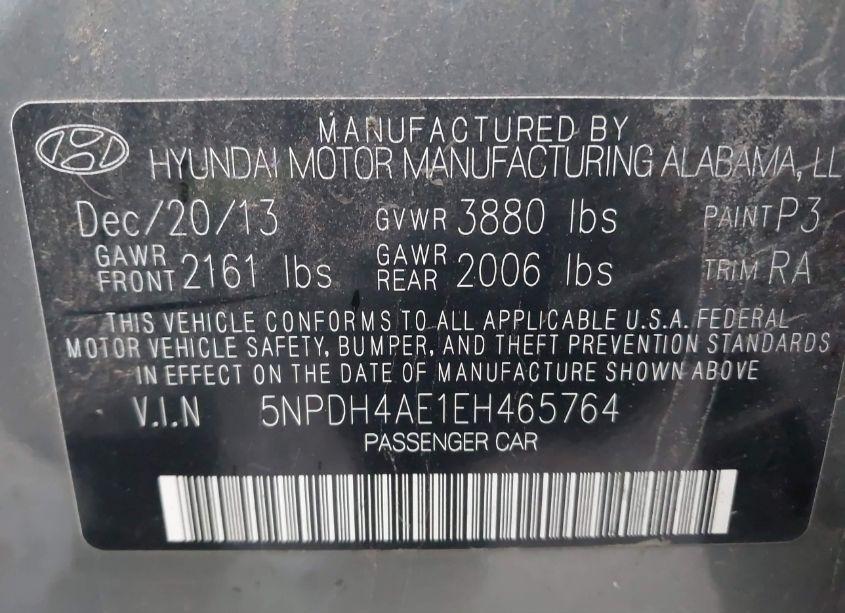 MANUFACTURED BY
HYUNDAI MOTOR MANUFACTURING ALABAMA, LL
Dec/20/13 GVWR 3880 lbs PAINT P3
GAWR FRONT 2161 lbs GAWR REAR 2006 lbs TRIM RA
THIS VEHICLE CONFORMS TO ALL APPLICABLE U.S.A. FEDERAL
MOTOR VEHICLE SAFETY, BUMPER, AND THEFT PREVENTION STANDARDS
IN EFFECT ON THE DATE OF MANUFACTURE SHOWN ABOVE
V.I.N 5NPDH4AE1EH465764
PASSENGER CAR